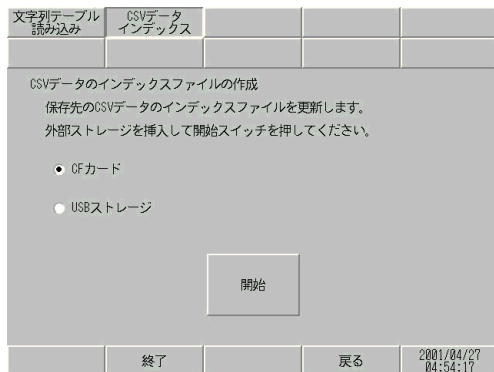 文字列テーブル
読み込み
CSVデータ
インデックス
CSVデータのインデックスファイルの作成
保存先のCSVデータのインデックスファイルを更新します。
外部ストレージを挿入して開始スイッチを押してください。
CFカード
USBストレージ
開始
終了
戻る
2001/04/27
04:54:17